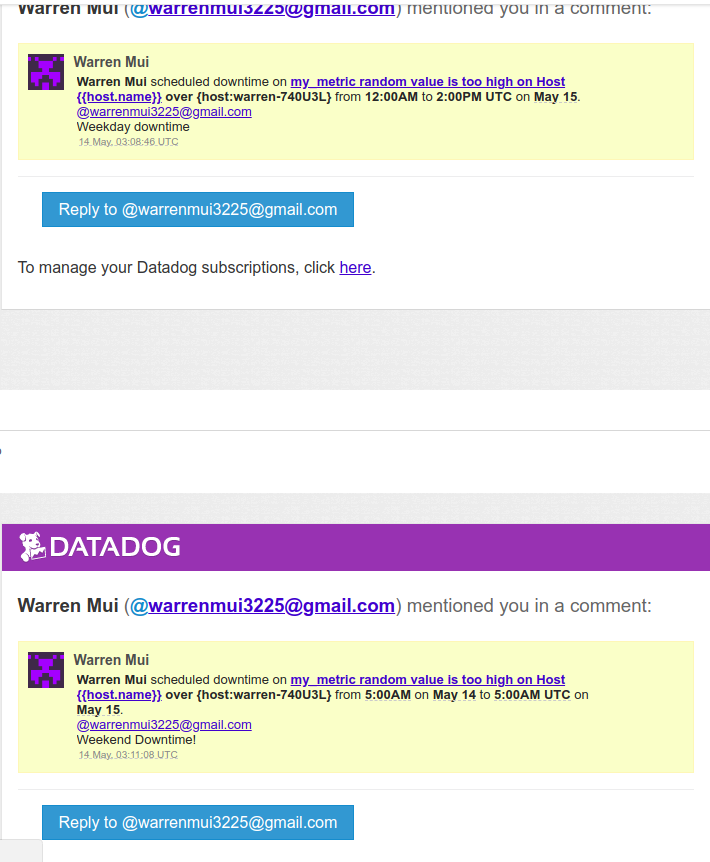 Warren Mui (@warrenmui3225@gmail.com) mentioned you in a comment:
Warren Mui
Warren Mui scheduled downtime on my_metric random value is too high on Host
{{host.name}} over {host:warren-740U3L} from 12:00AM to 2:00PM UTC on May 15.
@warrenmui3225@gmail.com
Weekday downtime
14 May, 03:08:46 UTC
Reply to @warrenmui3225@gmail.com
To manage your Datadog subscriptions, click here.
DATADOG
Warren Mui (@warrenmui3225@gmail.com) mentioned you in a comment:
Warren Mui
Warren Mui scheduled downtime on my_metric random value is too high on Host
{{host.name}} over {host:warren-740U3L} from 5:00AM on May 14 to 5:00AM UTC on
May 15.
@warrenmui3225@gmail.com
Weekend Downtime!
14 May, 03:11:08 UTC
Reply to @warrenmui3225@gmail.com